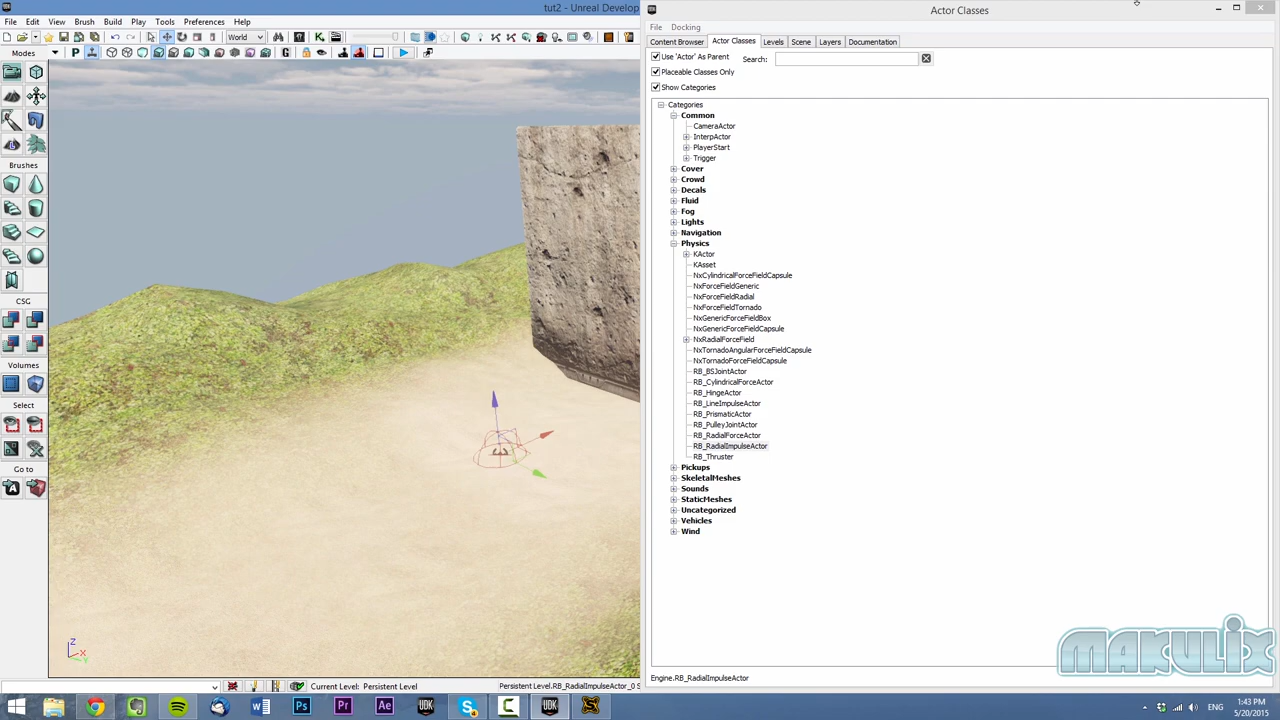 tut2 - Unreal Develop
File Edit View Brush Build Play Tools Preferences Help
World
Modes
Brushes
CSG
Volumes
Select
Go to
Z
X
Y
Current Level: Persistent Level
Persistent Level.RB_RadialImpulseActor_0 S
Actor Classes
File Docking
Content Browser Actor Classes Levels Scene Layers Documentation
Use 'Actor' As Parent
Search:
Placeable Classes Only
Show Categories
Categories
Common
CameraActor
InterpActor
PlayerStart
Trigger
Cover
Crowd
Decals
Fluid
Fog
Lights
Navigation
Physics
KActor
KAsset
NxCylindricalForceFieldCapsule
NxForceFieldGeneric
NxForceFieldRadial
NxForceFieldTornado
NxGenericForceFieldBox
NxGenericForceFieldCapsule
NxRadialForceField
NxTornadoAngularForceFieldCapsule
NxTornadoForceFieldCapsule
RB_BSJointActor
RB_CylindricalForceActor
RB_HingeActor
RB_LineImpulseActor
RB_PrismaticActor
RB_PulleyJointActor
RB_RadialForceActor
RB_RadialImpulseActor
RB_Thruster
Pickups
SkeletalMeshes
Sounds
StaticMeshes
Uncategorized
Vehicles
Wind
MAKULIX
Engine.RB_RadialImpulseActor
ENG
1:43 PM
5/20/2015